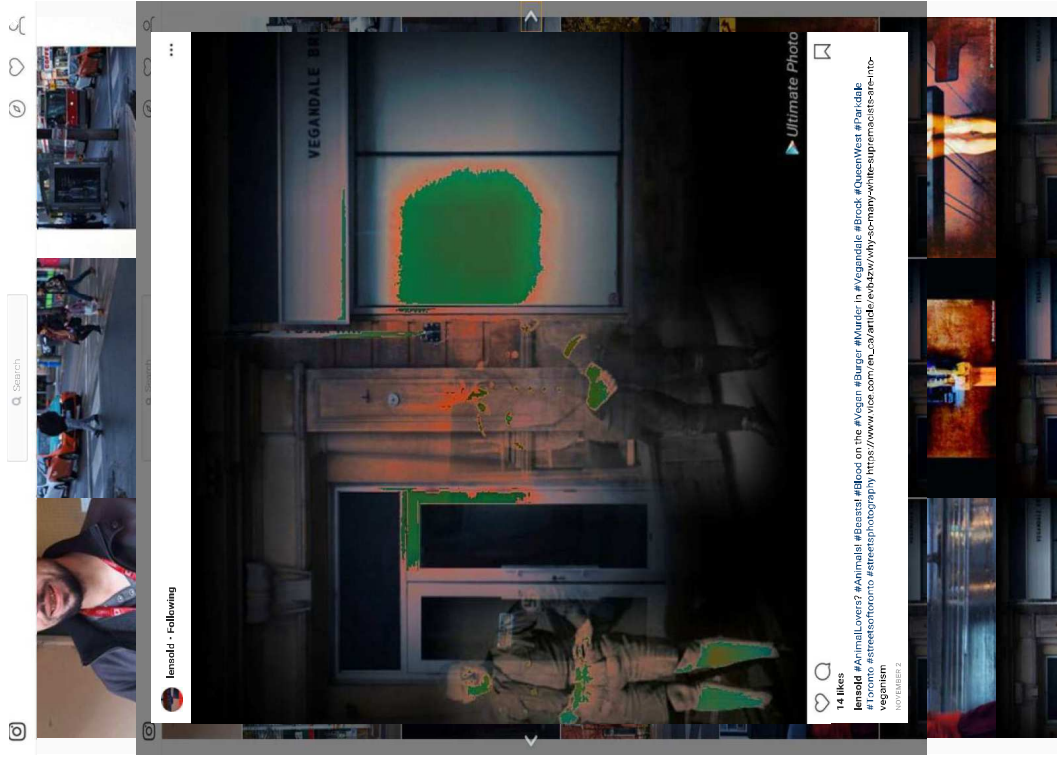 Search
lensold • Following
VEGANDALE BR
Ultimate Photo
14 likes
lensold #AnimalLovers? #Animals! #Beasts! #Blood on the #Vegan #Burger #Murder in #Vegandale #Brock #QueenWest #Parkdale
#Toronto #streetsoftoronto #streetsphotography https://www.vice.com/en_ca/article/evb4zw/why-so-many-white-supremacists-are-into-
veganism
NOVEMBER 2